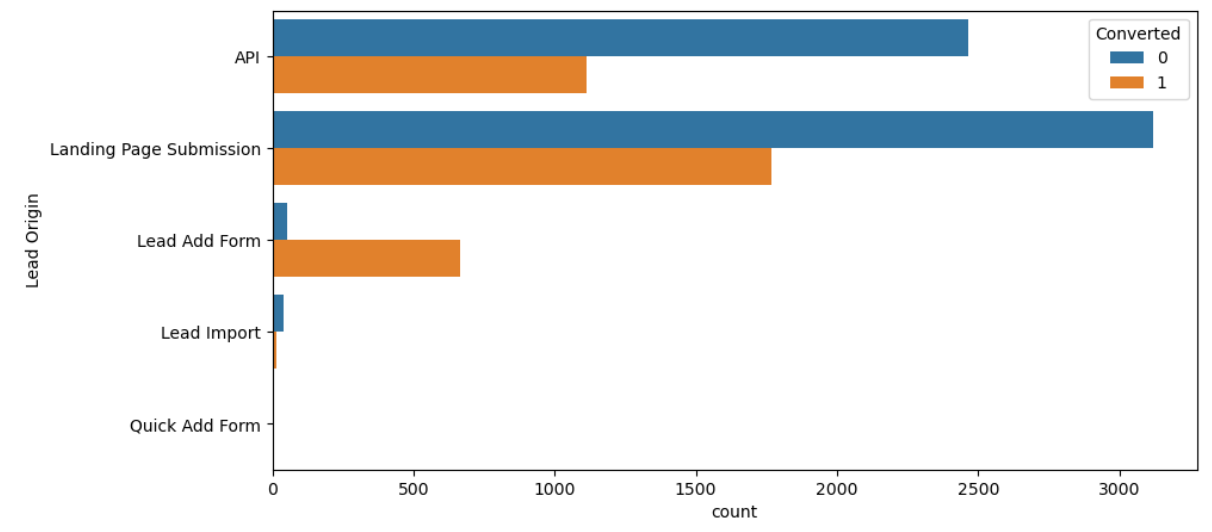 Converted
0
1
API
Landing Page Submission
Lead Add Form
Lead Import
Quick Add Form
Lead Origin
0 500 1000 1500 2000 2500 3000
count